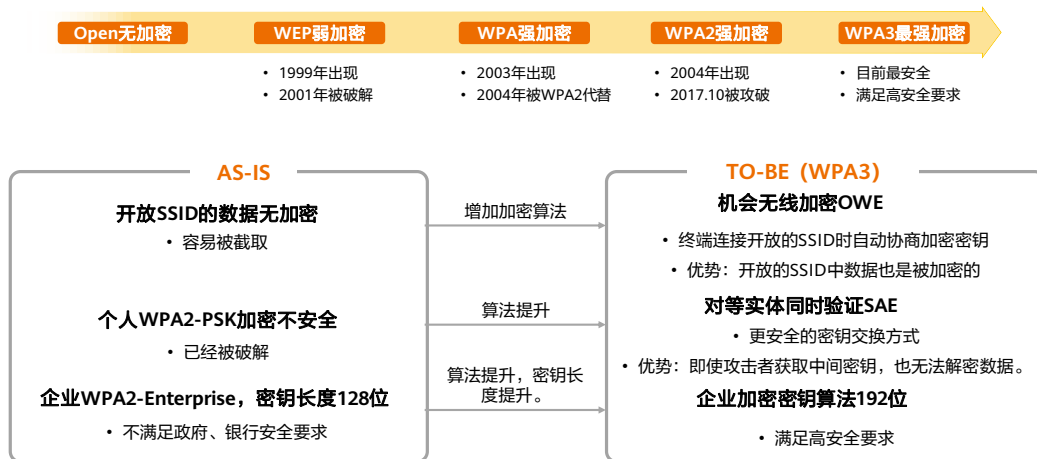 Open无加密
WEP弱加密
WPA强加密
WPA2强加密
WPA3最强加密
• 1999年出现
• 2001年被破解
• 2003年出现
• 2004年被WPA2代替
• 2004年出现
• 2017.10被攻破
• 目前最安全
• 满足高安全要求
AS-IS
开放SSID的数据无加密
• 容易被截取
个人WPA2-PSK加密不安全
• 已经被破解
企业WPA2-Enterprise，密钥长度128位
• 不满足政府、银行安全要求
增加加密算法
算法提升
算法提升，密钥长
度提升。
TO-BE（WPA3）
机会无线加密OWE
• 终端连接开放的SSID时自动协商加密密钥
• 优势：开放的SSID中数据也是被加密的
对等实体同时验证SAE
• 更安全的密钥交换方式
• 优势：即使攻击者获取中间密钥，也无法解密数据。
企业加密密钥算法192位
• 满足高安全要求